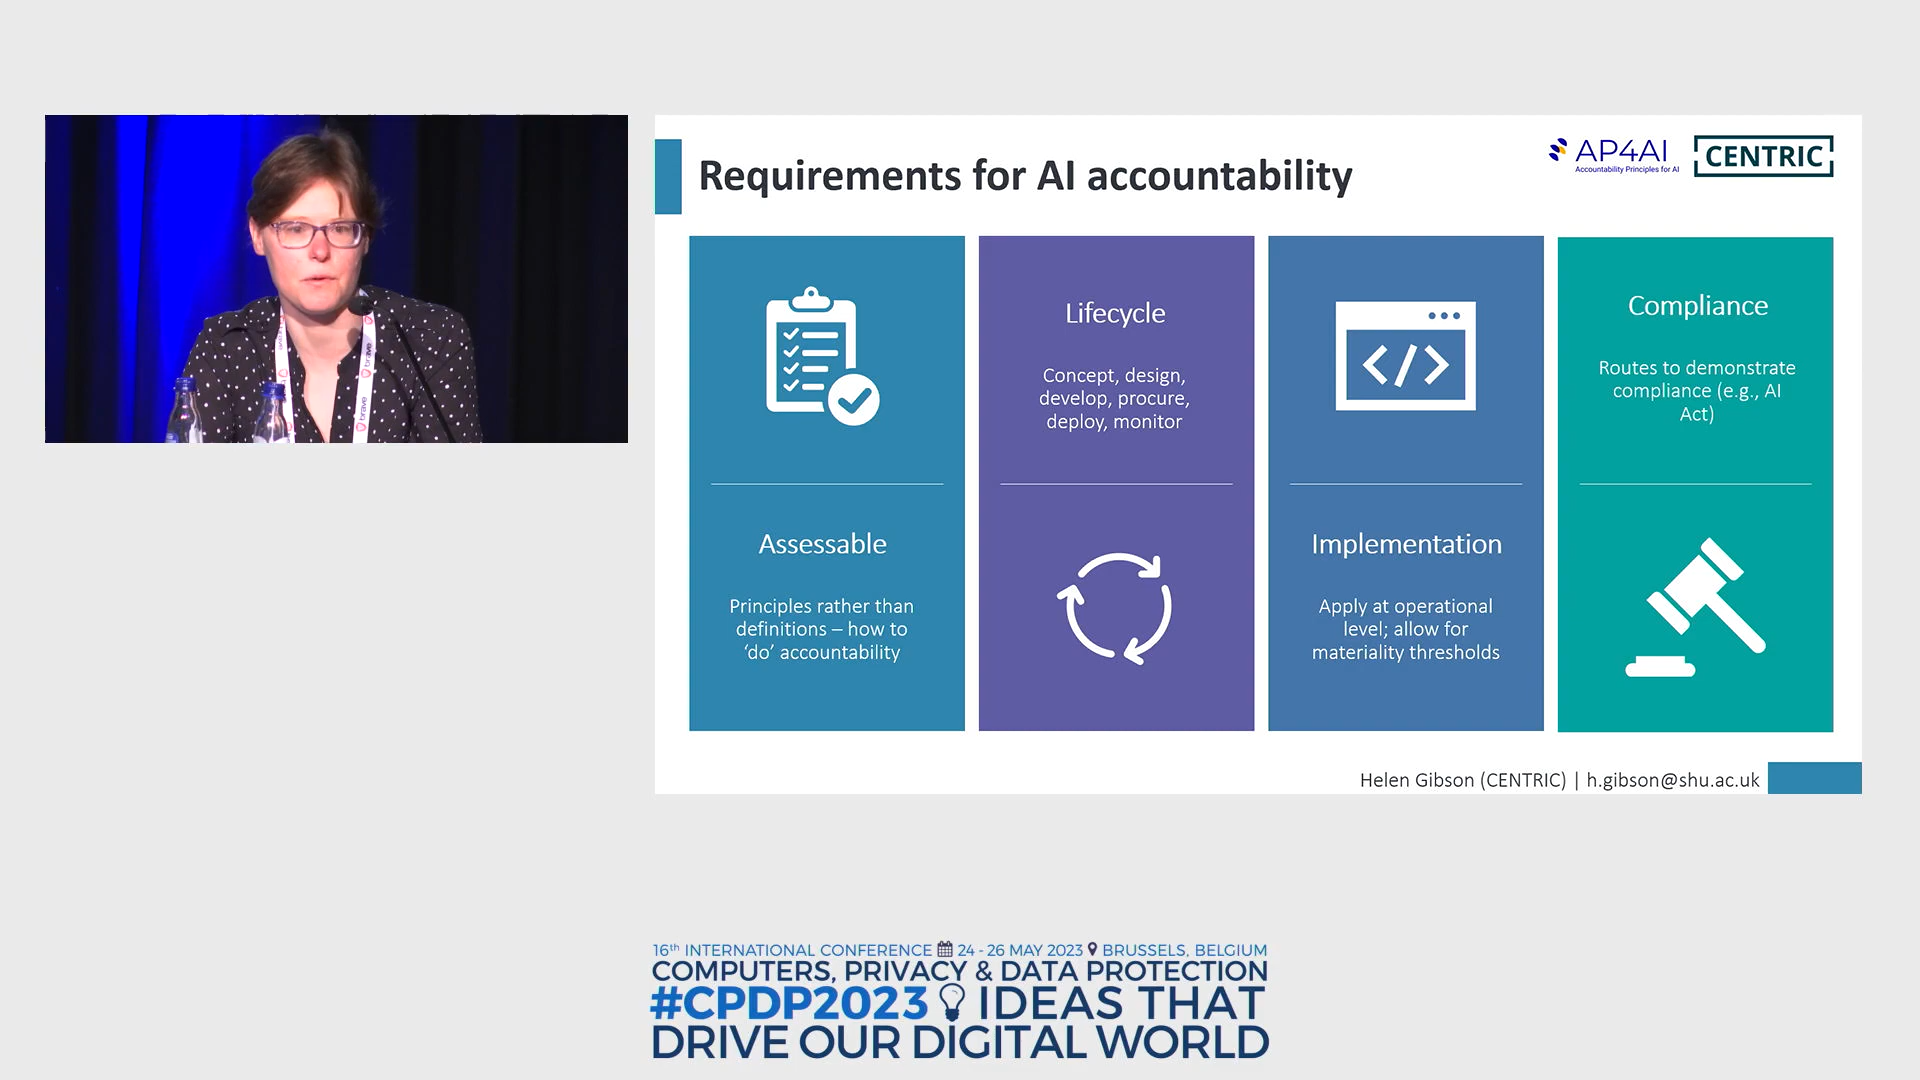 Requirements for AI accountability
AP4AI
Accountability Principles for AI
CENTRIC
Assessable
Principles rather than
definitions – how to
‘do’ accountability
Lifecycle
Concept, design,
develop, procure,
deploy, monitor
Implementation
Apply at operational
level; allow for
materiality thresholds
Compliance
Routes to demonstrate
compliance (e.g., AI
Act)
Helen Gibson (CENTRIC) | h.gibson@shu.ac.uk
brave
brave
16th INTERNATIONAL CONFERENCE 24 - 26 MAY 2023 BRUSSELS, BELGIUM
COMPUTERS, PRIVACY & DATA PROTECTION
#CPDP2023 IDEAS THAT
DRIVE OUR DIGITAL WORLD